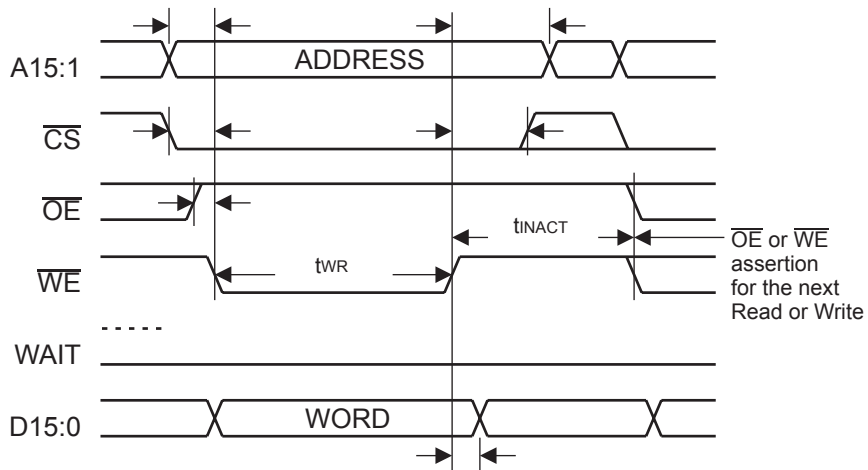 A15:1
ADDRESS
CS
OE
tINACT
OE or WE
assertion
for the next
Read or Write
WE
tWR
WAIT
D15:0
WORD